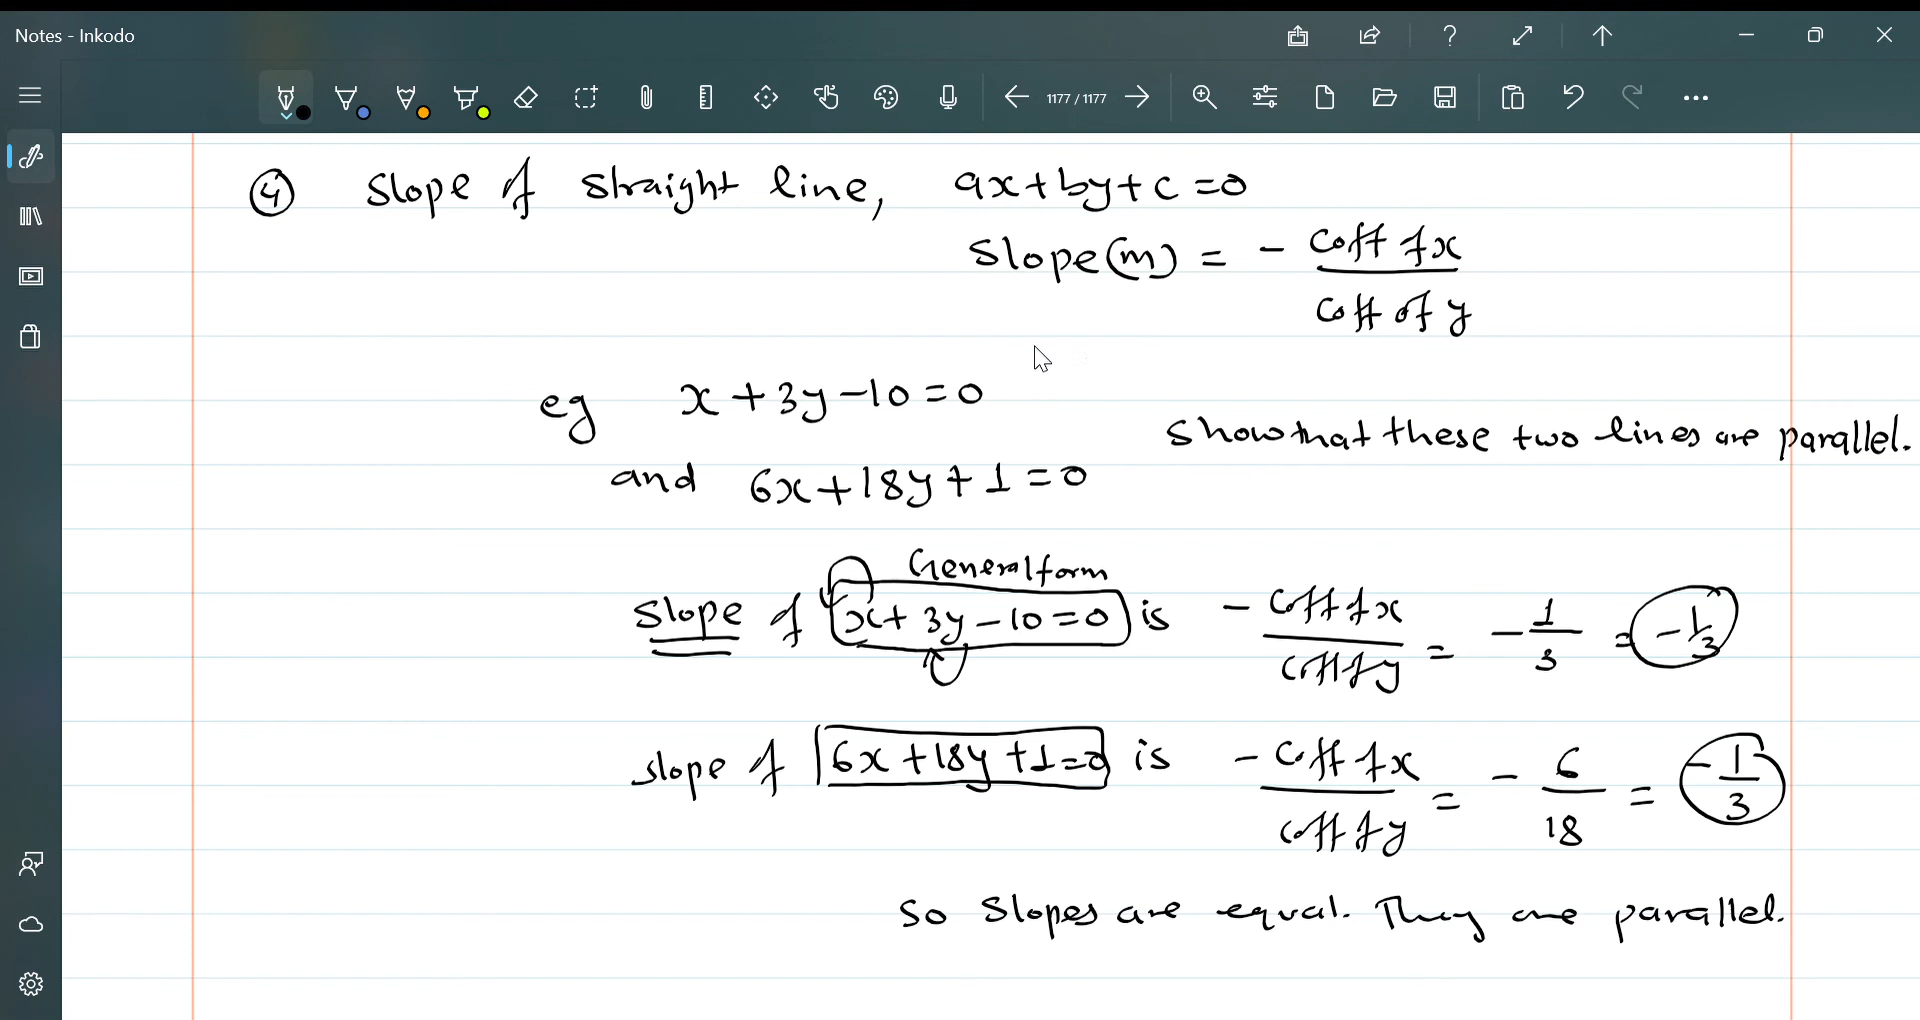 Notes - Inkodo
1177 / 1177
④ Slope of straight line, ax+by+c=0
Slope(m) = - coff of x / coff of y
eg x+3y-10=0
Show that these two lines are parallel.
and 6x+18y+1=0
General form
Slope of x+3y-10=0 is - coff of x / coff of y = - 1/3 = -1/3
slope of 6x+18y+1=0 is - coff of x / coff of y = - 6/18 = -1/3
So Slopes are equal. They are parallel.